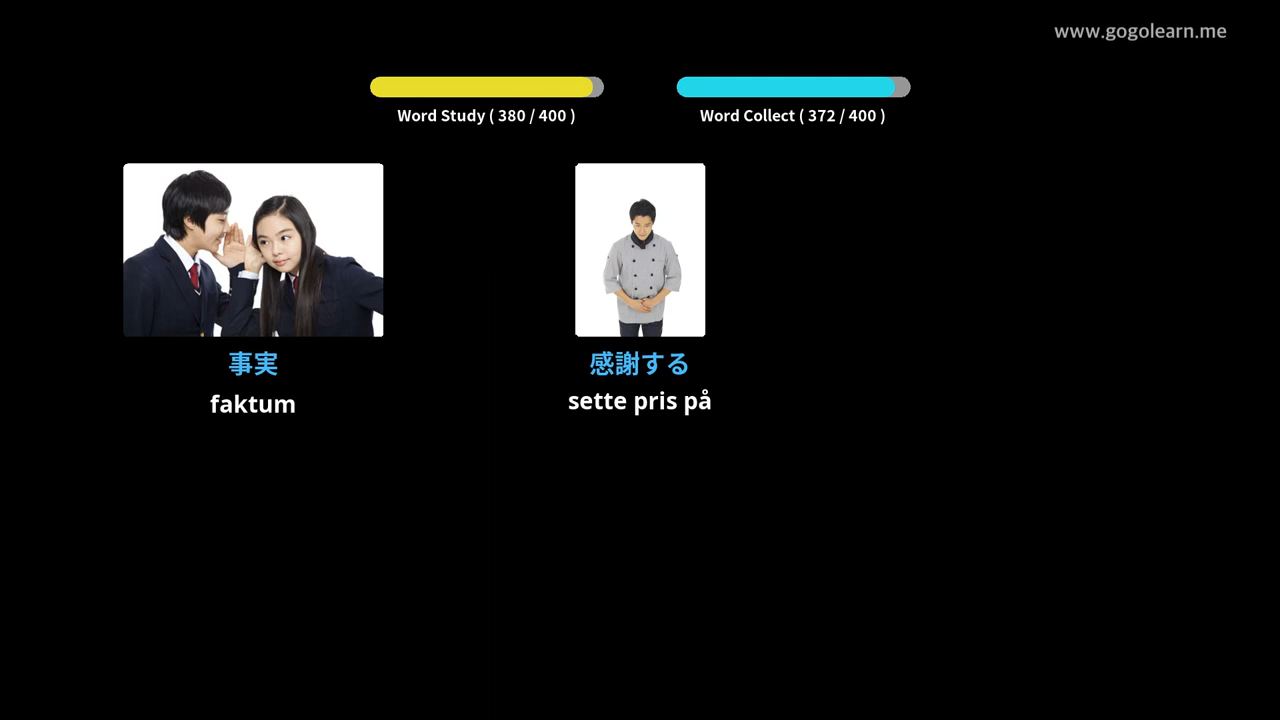 www.gogolearn.me
Word Study ( 380 / 400 )
Word Collect ( 372 / 400 )
事実
faktum
感謝する
sette pris på